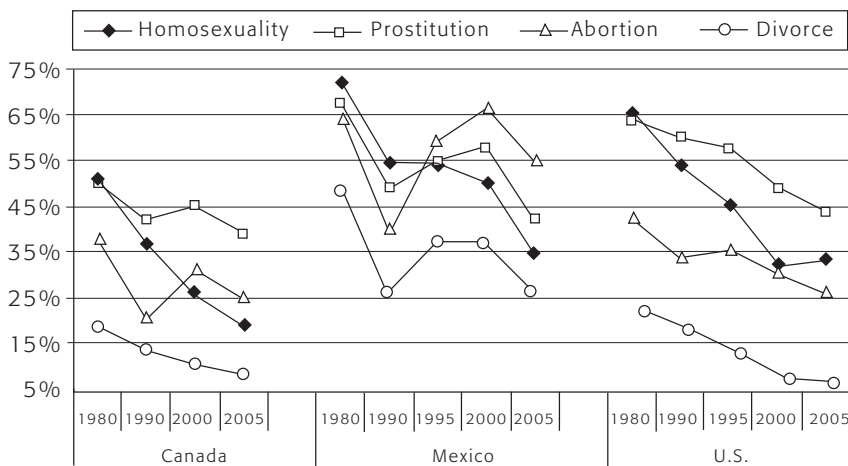 Homosexuality Prostitution Abortion Divorce
75%
65%
55%
45%
35%
25%
15%
5%
1980 1990 2000 2005 1980 1990 1995 2000 2005 1980 1990 1995 2000 2005
Canada Mexico U.S.